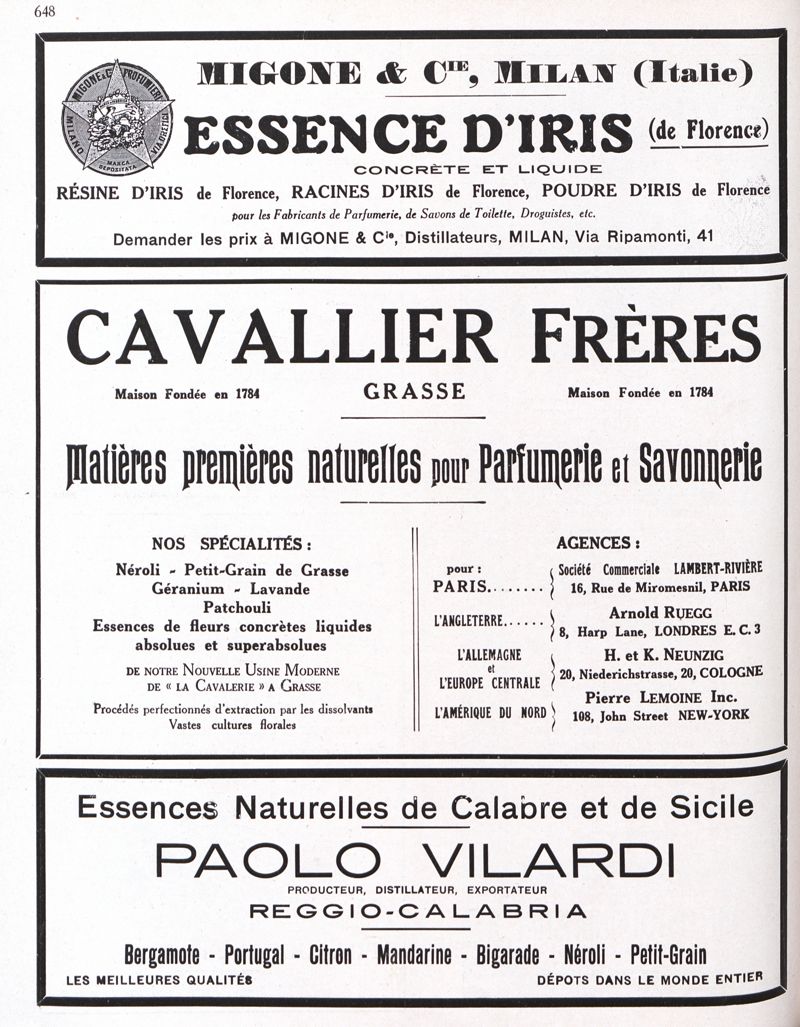 648
MIGONE & CIE, MILAN (Italie)
MIGONE & C. PROFUMIERI
MILANO
VIA ORETICA
MARCA
DEPOSITATA
ESSENCE D'IRIS (de Florence)
CONCRÈTE ET LIQUIDE
RÉSINE D'IRIS de Florence, RACINES D'IRIS de Florence, POUDRE D'IRIS de Florence
pour les Fabricants de Parfumerie, de Savons de Toilette, Droguistes, etc.
Demander les prix à MIGONE & Cie, Distillateurs, MILAN, Via Ripamonti, 41
CAVALLIER FRÈRES
Maison Fondée en 1784 GRASSE Maison Fondée en 1784
Matières premières naturelles pour Parfumerie et Savonnerie
NOS SPÉCIALITÉS :
Néroli - Petit-Grain de Grasse
Géranium - Lavande
Patchouli
Essences de fleurs concrètes liquides
absolues et superabsolues
DE NOTRE NOUVELLE USINE MODERNE
DE « LA CAVALERIE » A GRASSE
Procédés perfectionnés d'extraction par les dissolvants
Vastes cultures florales
AGENCES :
pour :
PARIS........ Société Commerciale LAMBERT-RIVIÈRE
16, Rue de Miromesnil, PARIS
L'ANGLETERRE...... Arnold RUEGG
8, Harp Lane, LONDRES E. C. 3
L'ALLEMAGNE
et
L'EUROPE CENTRALE
H. et K. NEUNZIG
20, Niederichstrasse, 20, COLOGNE
L'AMÉRIQUE DU NORD
Pierre LEMOINE Inc.
108, John Street NEW-YORK
Essences Naturelles de Calabre et de Sicile
PAOLO VILARDI
PRODUCTEUR, DISTILLATEUR, EXPORTATEUR
REGGIO-CALABRIA
Bergamote - Portugal - Citron - Mandarine - Bigarade - Néroli - Petit-Grain
LES MEILLEURES QUALITÉS DÉPOTS DANS LE MONDE ENTIER